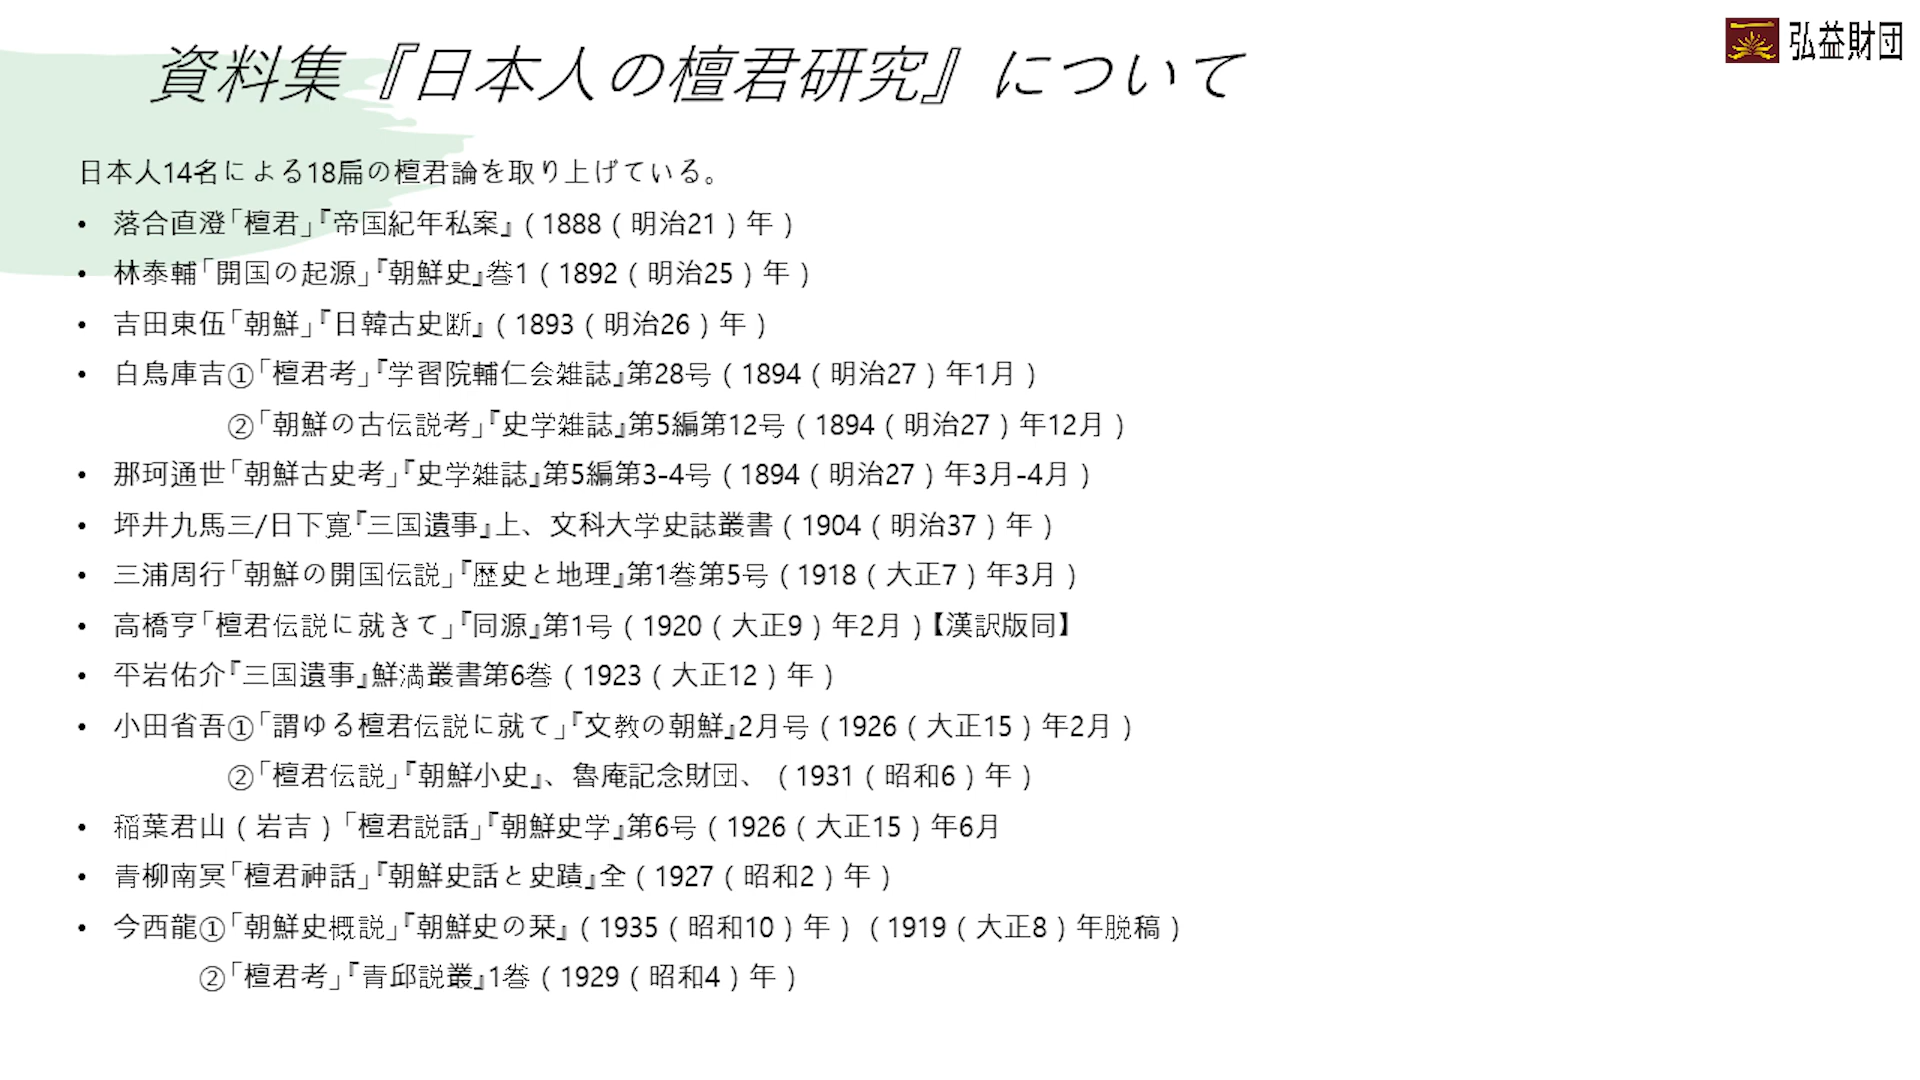 資料集『日本人の檀君研究』について
弘益財団
日本人14名による18扁の檀君論を取り上げている。
• 落合直澄「檀君」『帝国紀年私案』(1888(明治21)年)
• 林泰輔「開国の起源」『朝鮮史』巻1(1892(明治25)年)
• 吉田東伍「朝鮮」『日韓古史断』(1893(明治26)年)
• 白鳥庫吉①「檀君考」『学習院輔仁会雑誌』第28号(1894(明治27)年1月)
②「朝鮮の古伝説考」『史学雑誌』第5編第12号(1894(明治27)年12月)
• 那珂通世「朝鮮古史考」『史学雑誌』第5編第3-4号(1894(明治27)年3月-4月)
• 坪井九馬三/日下寛『三国遺事』上、文科大学史誌叢書(1904(明治37)年)
• 三浦周行「朝鮮の開国伝説」『歴史と地理』第1巻第5号(1918(大正7)年3月)
• 高橋亨「檀君伝説に就きて」『同源』第1号(1920(大正9)年2月)【漢訳版同】
• 平岩佑介『三国遺事』鮮満叢書第6巻(1923(大正12)年)
• 小田省吾①「謂ゆる檀君伝説に就て」『文教の朝鮮』2月号(1926(大正15)年2月)
②「檀君伝説」『朝鮮小史』、魯庵記念財団、(1931(昭和6)年)
• 稲葉君山(岩吉)「檀君説話」『朝鮮史学』第6号(1926(大正15)年6月
• 青柳南冥「檀君神話」『朝鮮史話と史蹟』全(1927(昭和2)年)
• 今西龍①「朝鮮史概説」『朝鮮史の栞』(1935(昭和10)年)(1919(大正8)年脱稿)
②「檀君考」『青邱説叢』1巻(1929(昭和4)年)